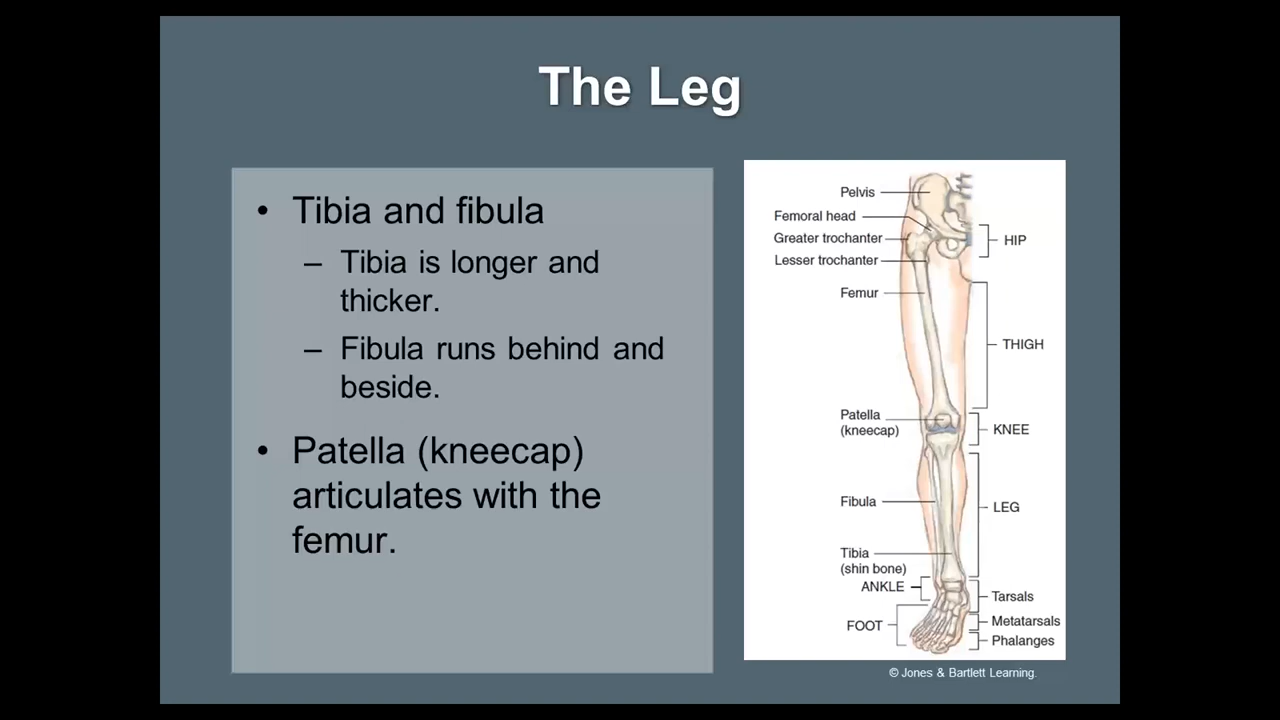 The Leg
• Tibia and fibula
– Tibia is longer and
thicker.
– Fibula runs behind and
beside.
• Patella (kneecap)
articulates with the
femur.
Pelvis
Femoral head
Greater trochanter
HIP
Lesser trochanter
Femur
THIGH
Patella
(kneecap)
KNEE
Fibula
LEG
Tibia
(shin bone)
ANKLE
Tarsals
FOOT
Metatarsals
Phalanges
© Jones & Bartlett Learning.